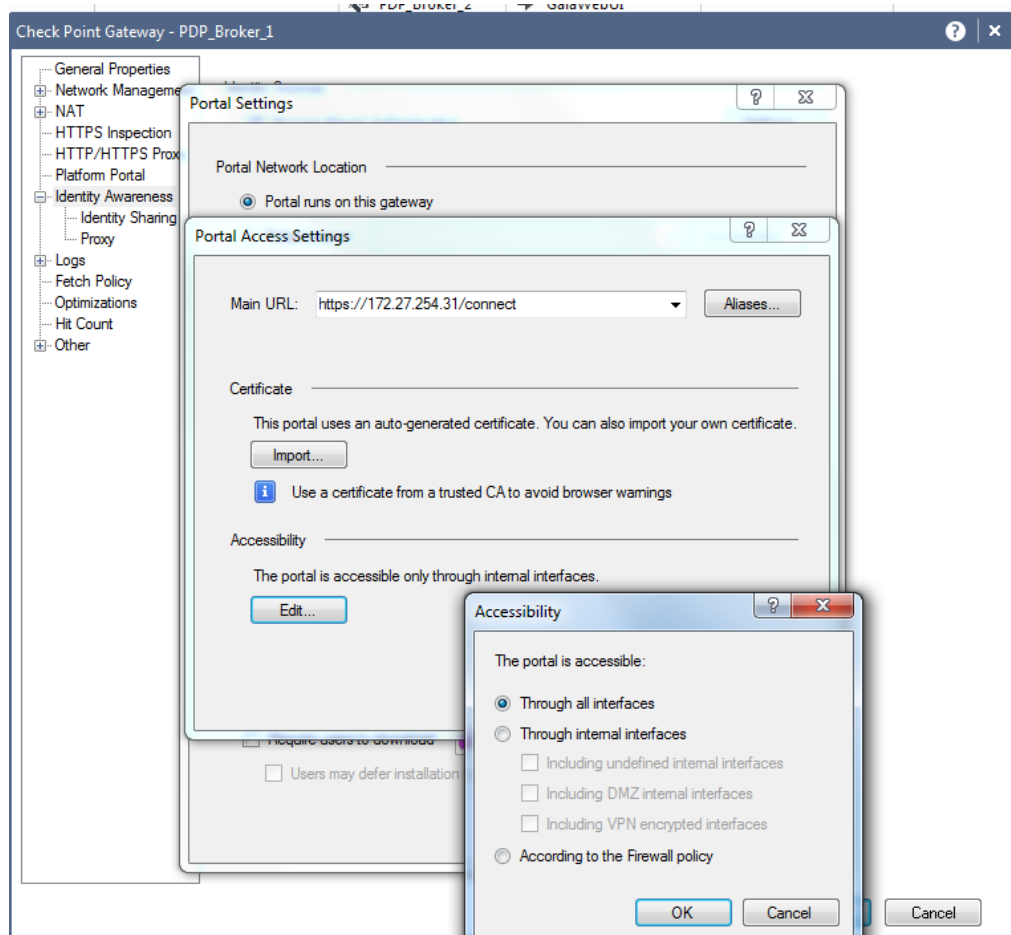 PDP_Broker_2
GaiaWebUI
Check Point Gateway - PDP_Broker_1
General Properties
Network Manageme
NAT
HTTPS Inspection
HTTP/HTTPS Prox
Platform Portal
Identity Awareness
Identity Sharing
Proxy
Logs
Fetch Policy
Optimizations
Hit Count
Other
Portal Settings
Portal Network Location
Portal runs on this gateway
Portal Access Settings
Main URL: https://172.27.254.31/connect Aliases...
Certificate
This portal uses an auto-generated certificate. You can also import your own certificate.
Import...
Use a certificate from a trusted CA to avoid browser warnings
Accessibility
The portal is accessible only through internal interfaces.
Edit...
Require users to download
Users may defer installation
Accessibility
The portal is accessible:
Through all interfaces
Through internal interfaces
Including undefined internal interfaces
Including DMZ internal interfaces
Including VPN encrypted interfaces
According to the Firewall policy
OK Cancel
Cancel